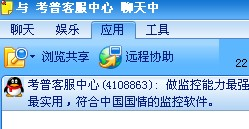 与 考普客服中心 聊天中
聊天 娱乐 应用 工具
浏览共享 远程协助
22
考普客服中心(4108863): 做监控能力最强
最实用,符合中国国情的监控软件。